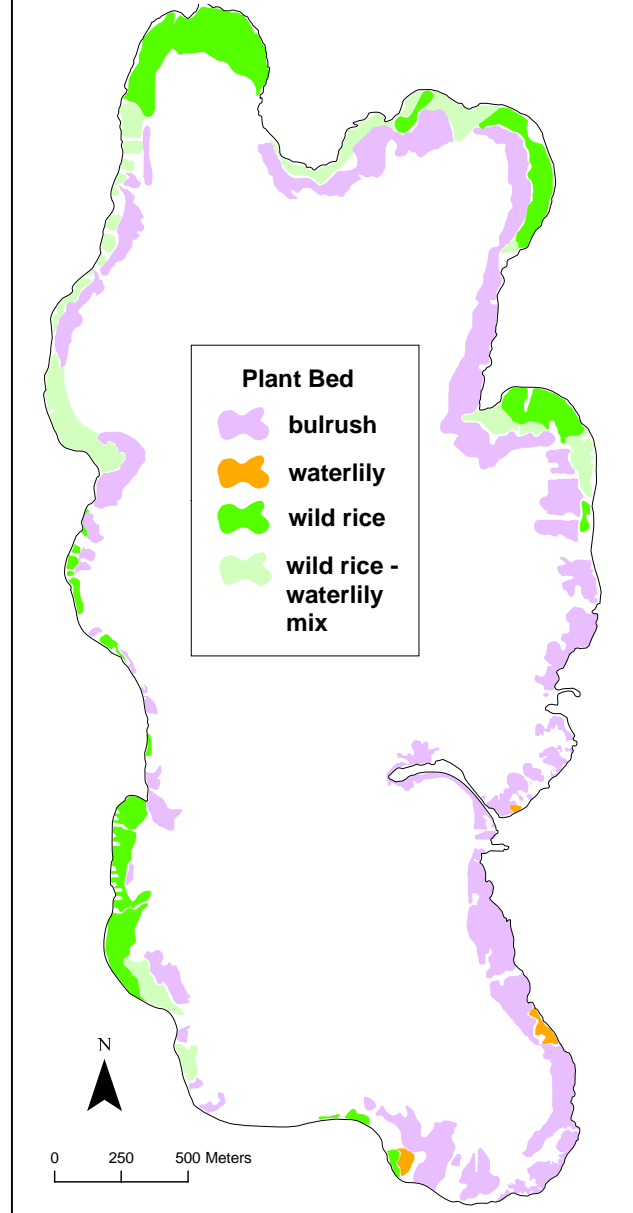 Plant Bed
bulrush
waterlily
wild rice
wild rice -
waterlily
mix
N
0 250 500 Meters